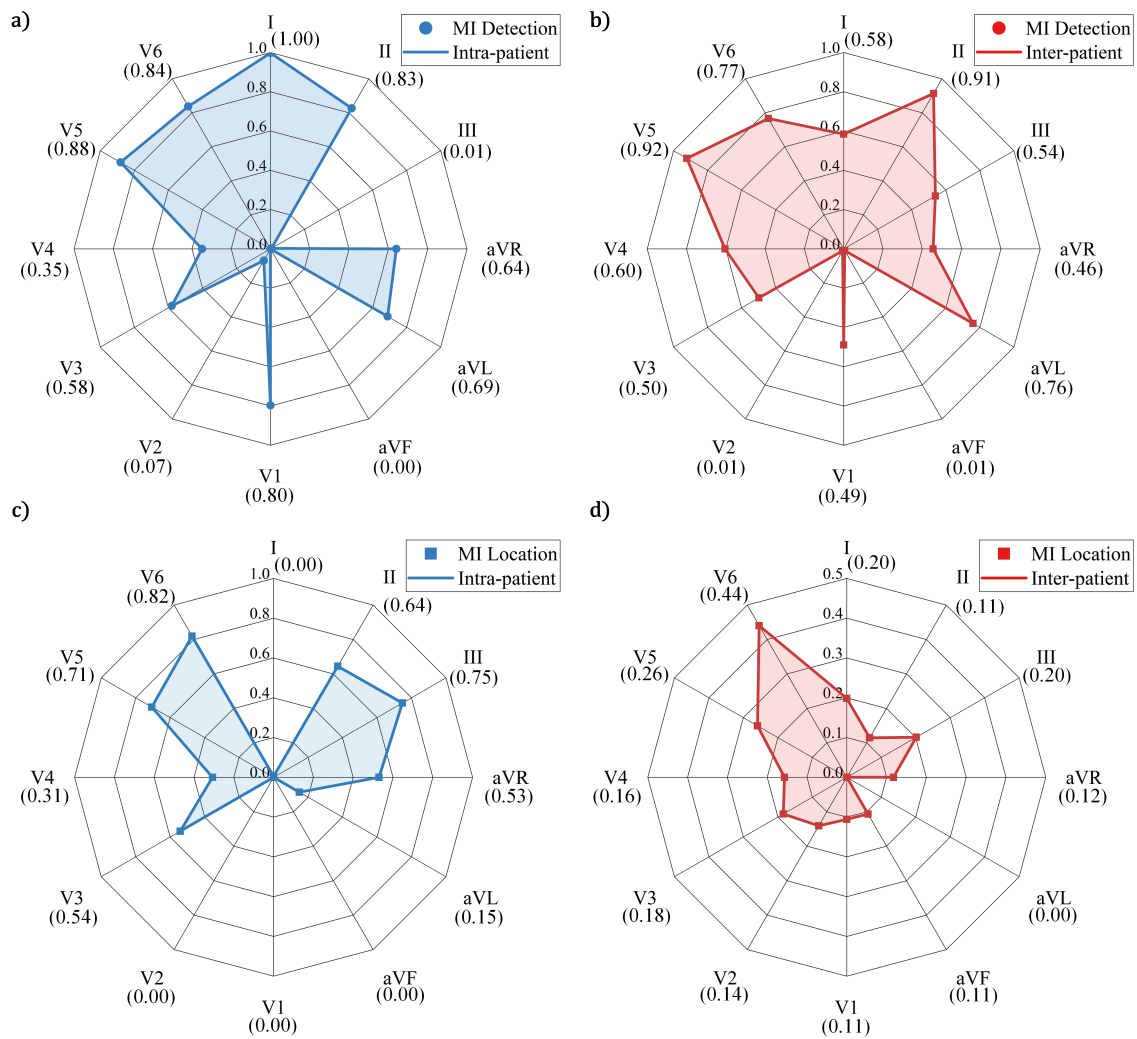 a)
MI Detection
Intra-patient
I
(1.00)
II
(0.83)
III
(0.01)
aVR
(0.64)
aVL
(0.69)
aVF
(0.00)
V1
(0.80)
V2
(0.07)
V3
(0.58)
V4
(0.35)
V5
(0.88)
V6
(0.84)
1.0
0.8
0.6
0.4
0.2
0.0
b)
MI Detection
Inter-patient
I
(0.58)
II
(0.91)
III
(0.54)
aVR
(0.46)
aVL
(0.76)
aVF
(0.01)
V1
(0.49)
V2
(0.01)
V3
(0.50)
V4
(0.60)
V5
(0.92)
V6
(0.77)
1.0
0.8
0.6
0.4
0.2
0.0
c)
MI Location
Intra-patient
I
(0.00)
II
(0.64)
III
(0.75)
aVR
(0.53)
aVL
(0.15)
aVF
(0.00)
V1
(0.00)
V2
(0.00)
V3
(0.54)
V4
(0.31)
V5
(0.71)
V6
(0.82)
1.0
0.8
0.6
0.4
0.2
0.0
d)
MI Location
Inter-patient
I
(0.20)
II
(0.11)
III
(0.20)
aVR
(0.12)
aVL
(0.00)
aVF
(0.11)
V1
(0.11)
V2
(0.14)
V3
(0.18)
V4
(0.16)
V5
(0.26)
V6
(0.44)
0.5
0.4
0.3
0.2
0.1
0.0